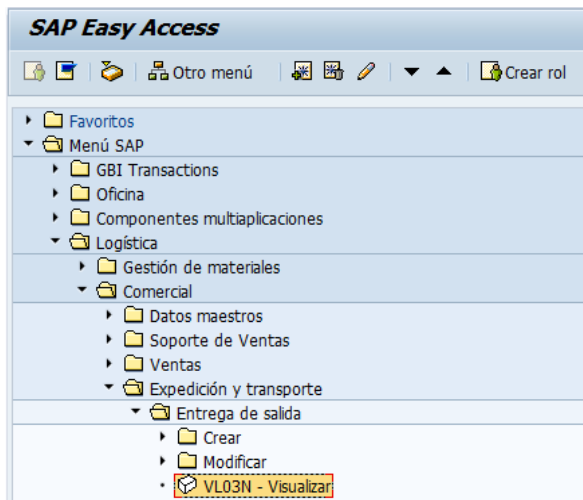 SAP Easy Access
Otro menú Crear rol
Favoritos
Menú SAP
GBI Transactions
Oficina
Componentes multiaplicaciones
Logística
Gestión de materiales
Comercial
Datos maestros
Soporte de Ventas
Ventas
Expedición y transporte
Entrega de salida
Crear
Modificar
VL03N - Visualizar